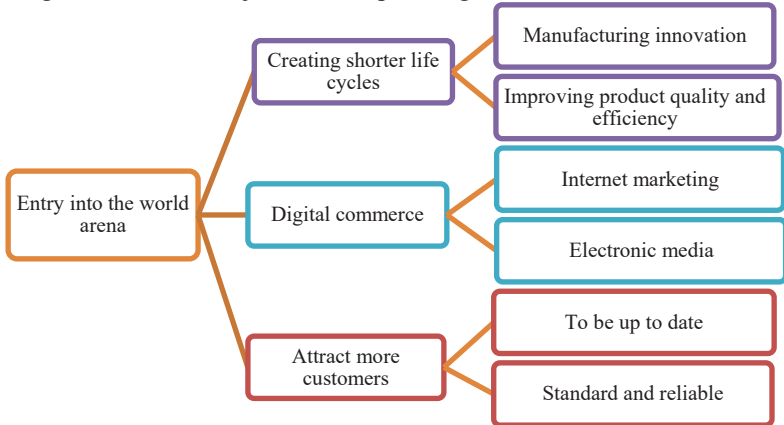 Manufacturing innovation
Creating shorter life
cycles
Improving product quality and
efficiency
Entry into the world
arena
Digital commerce
Internet marketing
Electronic media
Attract more
customers
To be up to date
Standard and reliable